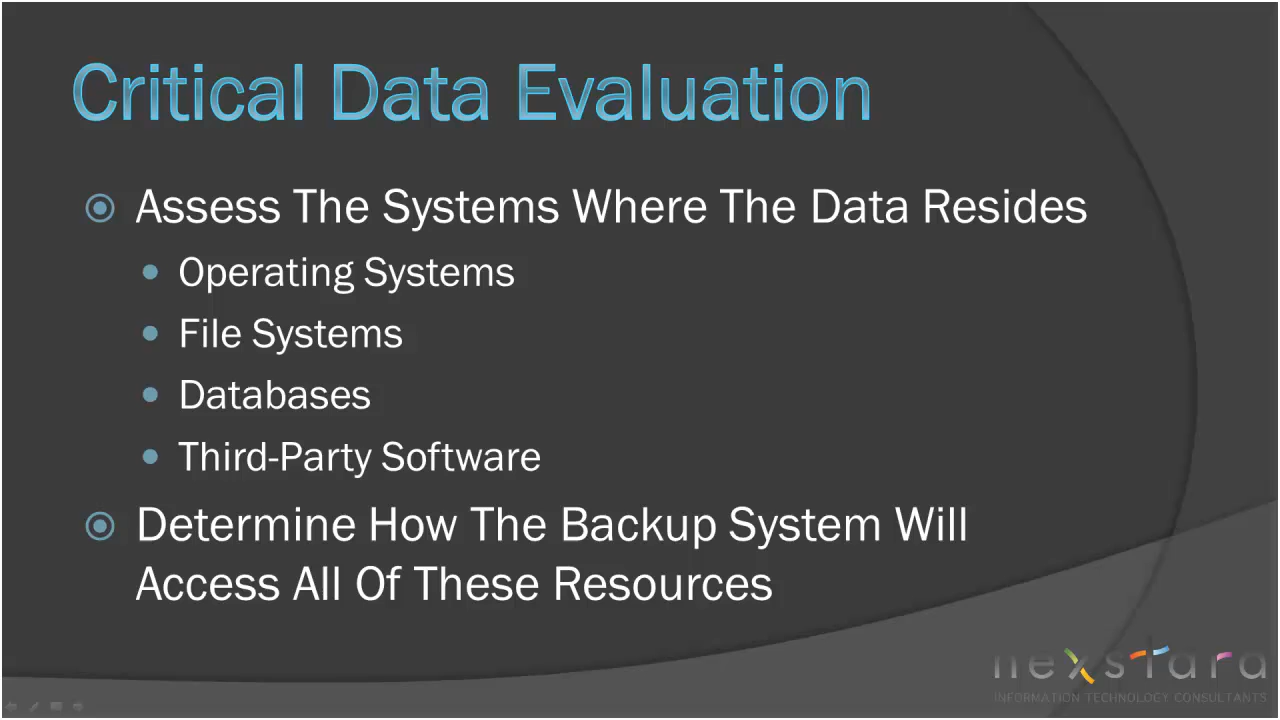 Critical Data Evaluation
Assess The Systems Where The Data Resides
Operating Systems
File Systems
Databases
Third-Party Software
Determine How The Backup System Will
Access All Of These Resources
nexstara
INFORMATION TECHNOLOGY CONSULTANTS